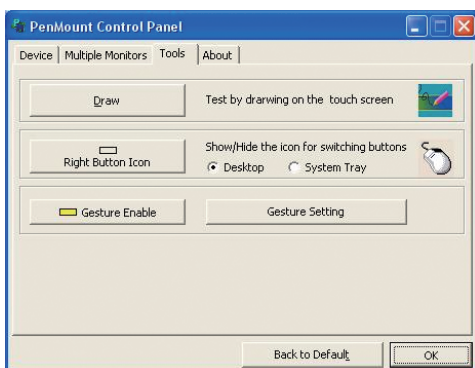 PenMount Control Panel
Device Multiple Monitors Tools About
Draw
Test by drarwing on the touch screen
Right Button Icon
Show/Hide the icon for switching buttons
Desktop System Tray
Gesture Enable
Gesture Setting
Back to Default
OK